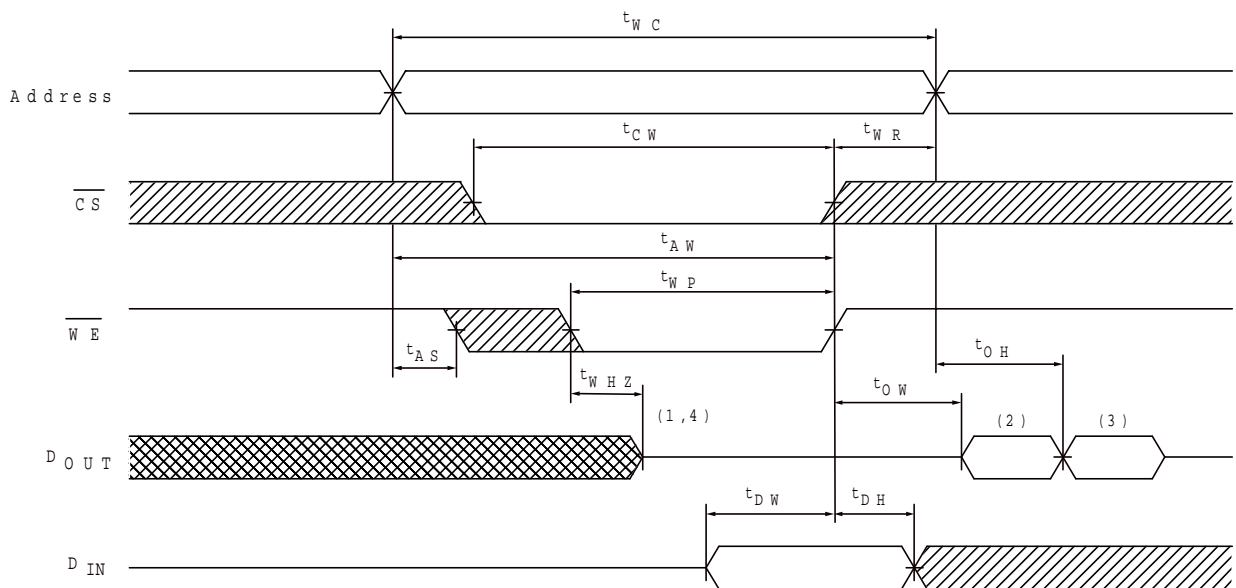 tWC
Address
tCW
tWR
CS
tAW
tWP
WE
tAS
tOH
tWHZ
tOW
(1,4)
(2)
(3)
DOUT
tDW
tDH
DIN